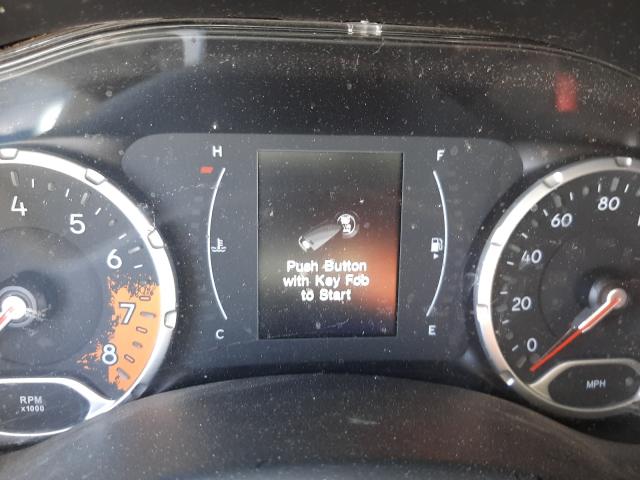 H
F
4
5
6
7
8
RPM
x1000
C
E
Push Button
with Key Fob
to Start
0
20
40
60
80
MPH